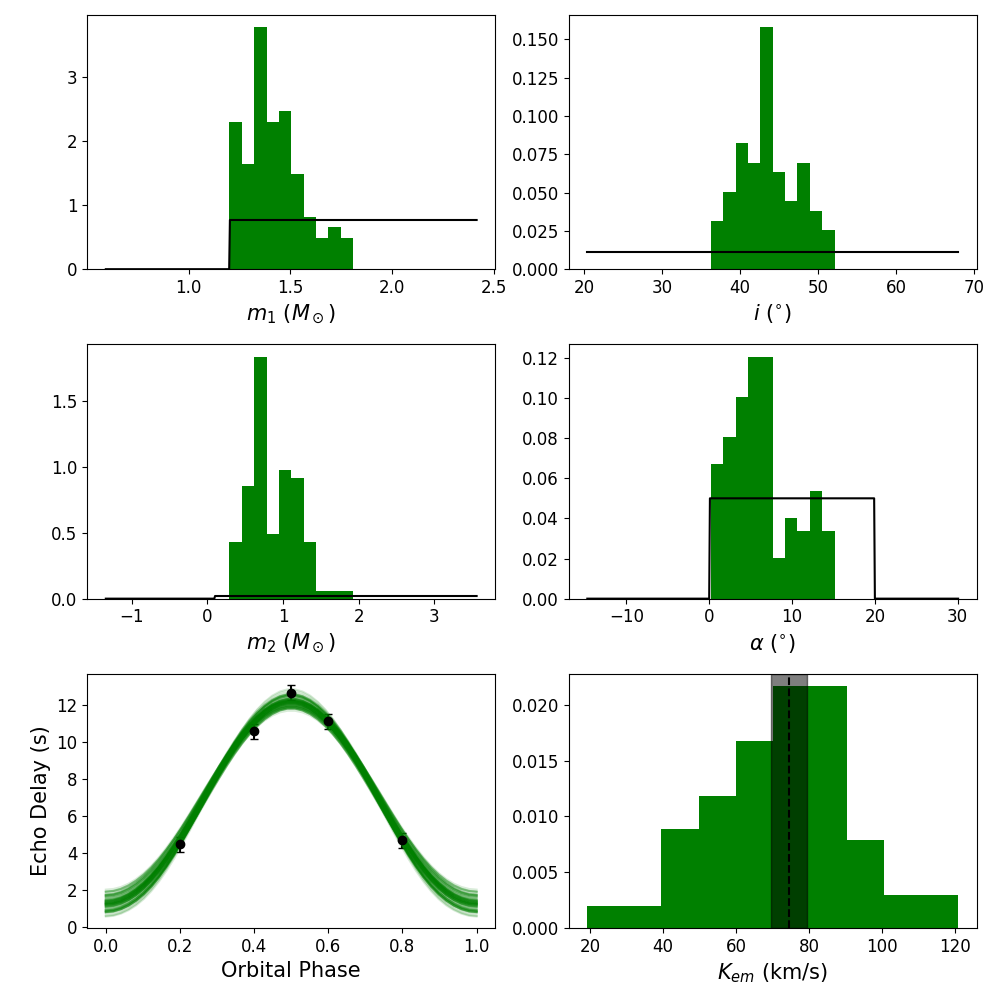 3
2
1
0
1.0 1.5 2.0 2.5
m₁ (M⊙)
0.150
0.125
0.100
0.075
0.050
0.025
0.000
20 30 40 50 60 70
i (°)
1.5
1.0
0.5
0.0
−1 0 1 2 3
m₂ (M⊙)
0.12
0.10
0.08
0.06
0.04
0.02
0.00
−10 0 10 20 30
α (°)
Echo Delay (s)
12
10
8
6
4
2
0
0.0 0.2 0.4 0.6 0.8 1.0
Orbital Phase
0.020
0.015
0.010
0.005
0.000
20 40 60 80 100 120
K_em (km/s)